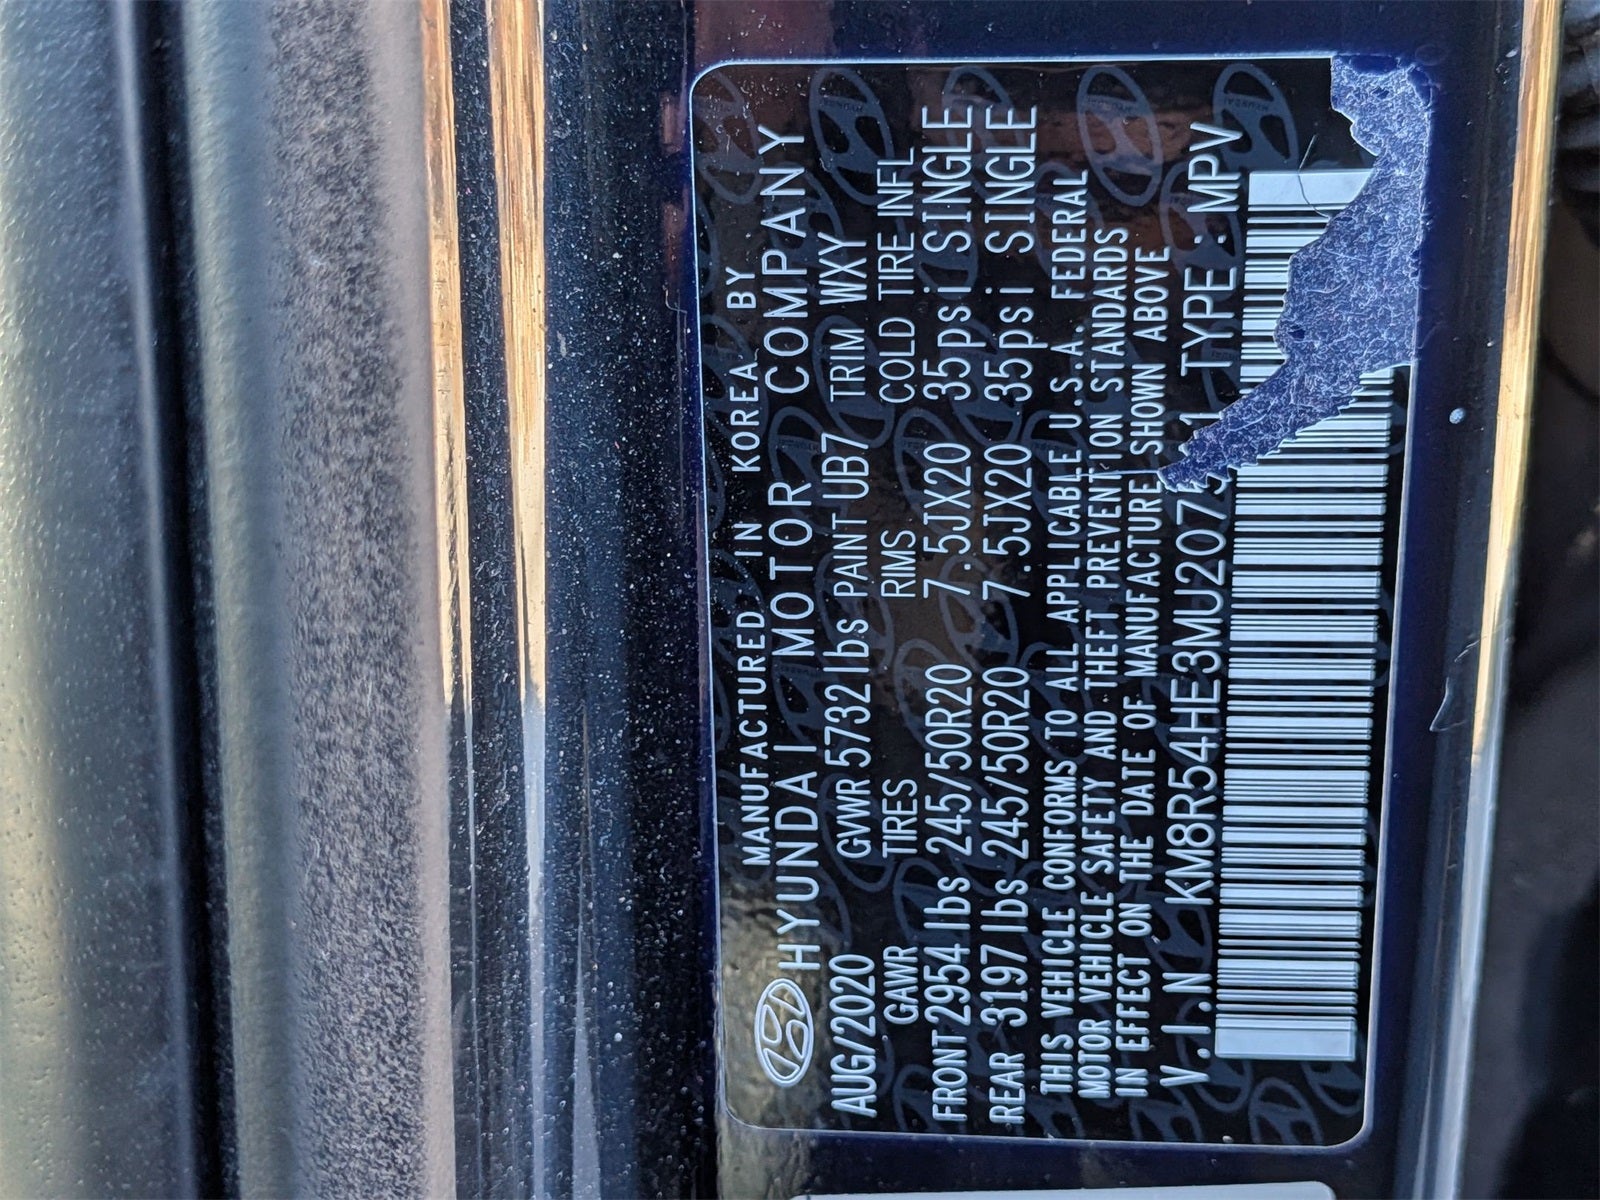 MANUFACTURED IN KOREA BY
HYUNDAI MOTOR COMPANY
AUG/2020 GVWR 5732lbs PAINT UB7 TRIM WXY
GAWR TIRES RIMS COLD TIRE INFL
FRONT 2954 lbs 245/50R20 7.5JX20 35psi SINGLE
REAR 3197 lbs 245/50R20 7.5JX20 35psi SINGLE
THIS VEHICLE CONFORMS TO ALL APPLICABLE U.S.A. FEDERAL
MOTOR VEHICLE SAFETY AND THEFT PREVENTION STANDARDS
IN EFFECT ON THE DATE OF MANUFACTURE SHOWN ABOVE
V.I.N TYPE : MPV